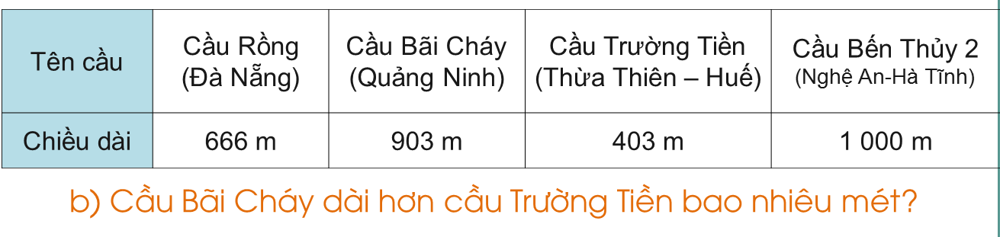 Tên cầu
Cầu Rồng
(Đà Nẵng)
Cầu Bãi Cháy
(Quảng Ninh)
Cầu Trường Tiền
(Thừa Thiên – Huế)
Cầu Bến Thủy 2
(Nghệ An-Hà Tĩnh)
Chiều dài
666 m
903 m
403 m
1 000 m
b) Cầu Bãi Cháy dài hơn cầu Trường Tiền bao nhiêu mét?